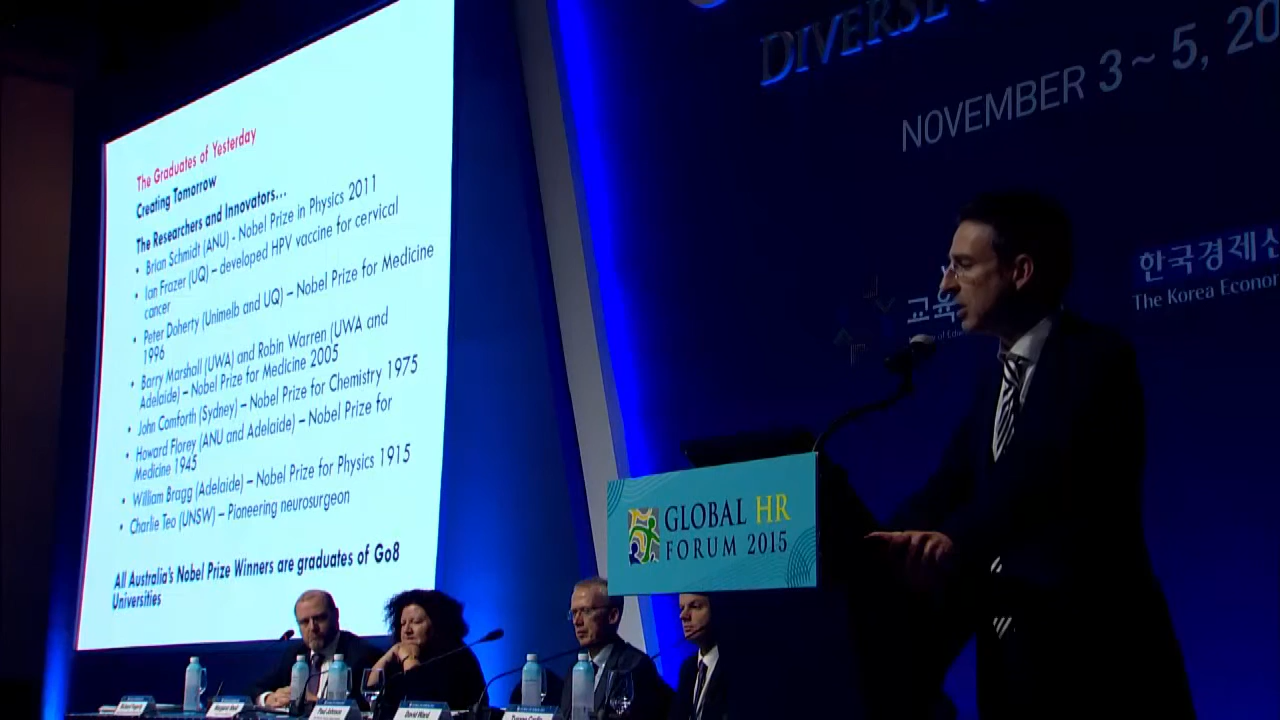 The Graduates of Yesterday
Creating Tomorrow
The Researchers and Innovators...
• Brian Schmidt (ANU) - Nobel Prize in Physics 2011
• Ian Frazer (UQ) – developed HPV vaccine for cervical
cancer
• Peter Doherty (Unimelb and UQ) – Nobel Prize for Medicine
1996
• Barry Marshall (UWA) and Robin Warren (UWA and
Adelaide) – Nobel Prize for Medicine 2005
• John Cornforth (Sydney) – Nobel Prize for Chemistry 1975
• Howard Florey (ANU and Adelaide) – Nobel Prize for
Medicine 1945
• William Bragg (Adelaide) – Nobel Prize for Physics 1915
• Charlie Teo (UNSW) – Pioneering neurosurgeon
All Australia's Nobel Prize Winners are graduates of Go8
Universities
DIVERSE
NOVEMBER 3 ~ 5, 20
교육
한국경제신
The Korea Econom
GLOBAL HR
FORUM 2015
Paul Johnson
David Ward